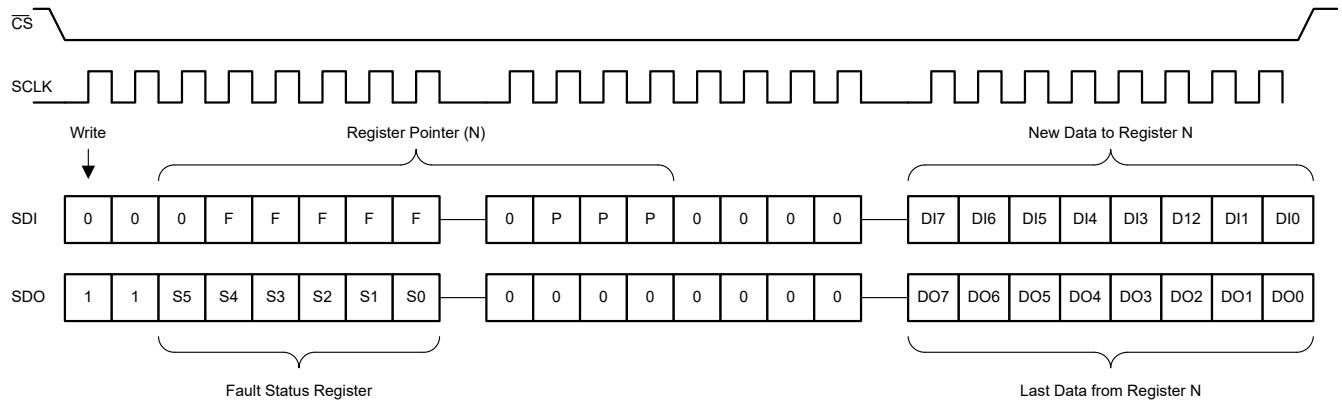 CS
SCLK
Write
Register Pointer (N)
New Data to Register N
SDI 0 0 0 F F F F F 0 P P P 0 0 0 0 DI7 DI6 DI5 DI4 DI3 D12 DI1 DI0
SDO 1 1 S5 S4 S3 S2 S1 S0 0 0 0 0 0 0 0 0 DO7 DO6 DO5 DO4 DO3 DO2 DO1 DO0
Fault Status Register
Last Data from Register N